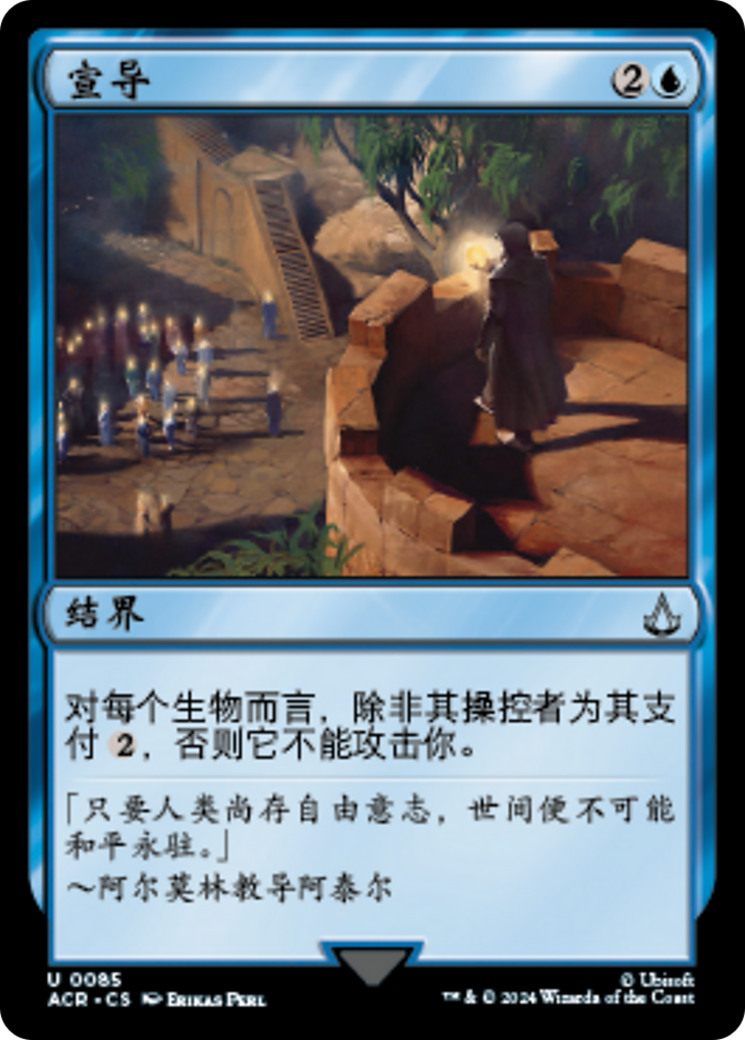 宣导 2
结界
对每个生物而言，除非其操控者为其支
付 2，否则它不能攻击你。
「只要人类尚存自由意志，世间便不可能
和平永驻。」
～阿尔莫林教导阿泰尔
U 0085
ACR • CS ERIKAS PERL
© Ubisoft
™ & © 2024 Wizards of the Coast